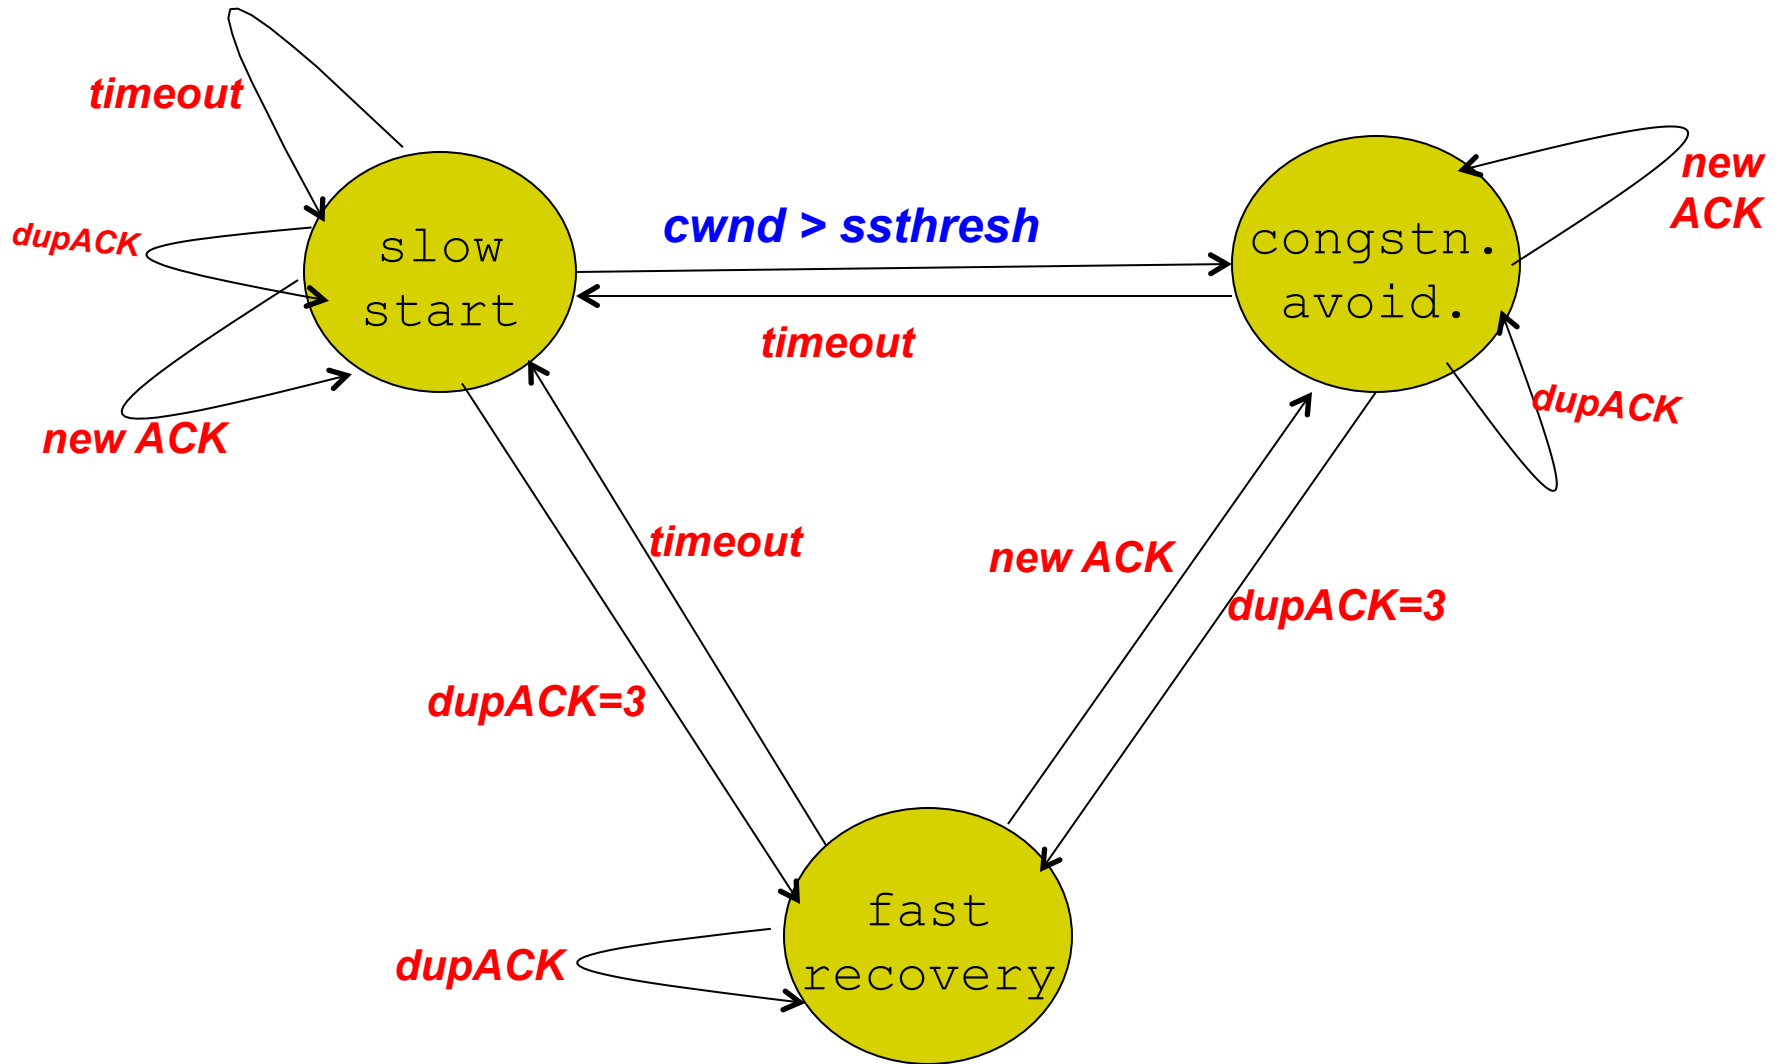 timeout
dupACK
new ACK
slow
start
cwnd > ssthresh
timeout
congstn.
avoid.
new
ACK
dupACK
timeout
dupACK=3
new ACK
dupACK=3
dupACK
fast
recovery